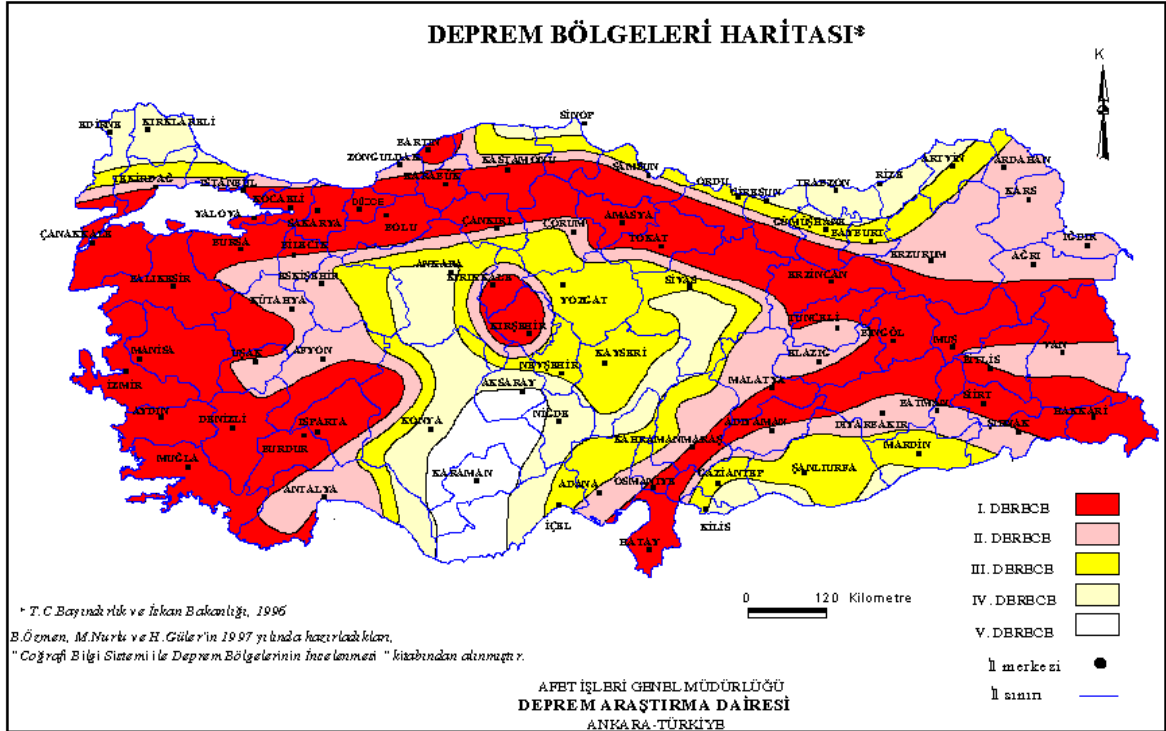 DEPREM BÖLGELERİ HARİTASI*
K
SİNOP
EDİRNE
KIRKLARELİ
BARTIN
ZONGULDAK
KASTAMONU
KARABÜK
SAMSUN
ARTVİN
ARDAHAN
TEKİRDAĞ
İSTANBUL
ORDU
GİRESUN
TRABZON
RİZE
KARS
KOCAELİ
YALOVA
SAKARYA
DÜZCE
BOLU
ÇANKIRI
ÇORUM
AMASYA
TOKAT
GÜMÜŞHANE
BAYBURT
ÇANAKKALE
BURSA
BİLECİK
IĞDIR
ERZURUM
AĞRI
BALIKESİR
ESKİŞEHİR
ANKARA
KIRIKKALE
YOZGAT
SİVAS
ERZİNCAN
KÜTAHYA
TUNCELİ
BİNGÖL
KIRŞEHİR
MUŞ
VAN
MANİSA
UŞAK
AFYON
NEVŞEHİR
KAYSERİ
ELAZIĞ
BİTLİS
İZMİR
AKSARAY
MALATYA
AYDIN
DENİZLİ
ISPARTA
BURDUR
KONYA
NİĞDE
KAHRAMANMARAŞ
ADIYAMAN
DİYARBAKIR
BATMAN
SİİRT
HAKKARİ
ŞIRNAK
MARDİN
MUĞLA
ANTALYA
KARAMAN
ADANA
OSMANİYE
GAZİANTEP
ŞANLIURFA
İÇEL
KİLİS
HATAY
I. DERECE
II. DERECE
III. DERECE
IV. DERECE
V. DERECE
İl merkezi
İl sınırı
0 120 Kilometre
* T.C.Bayındırlık ve İskan Bakanlığı, 1996
B.Özmen, M.Nurlu ve H.Güler'in 1997 yılında hazırladıkları,
"Coğrafi Bilgi Sistemi ile Deprem Bölgelerinin İncelenmesi" kitabından alınmıştır.
AFET İŞLERİ GENEL MÜDÜRLÜĞÜ
DEPREM ARAŞTIRMA DAİRESİ
ANKARA-TÜRKİYE